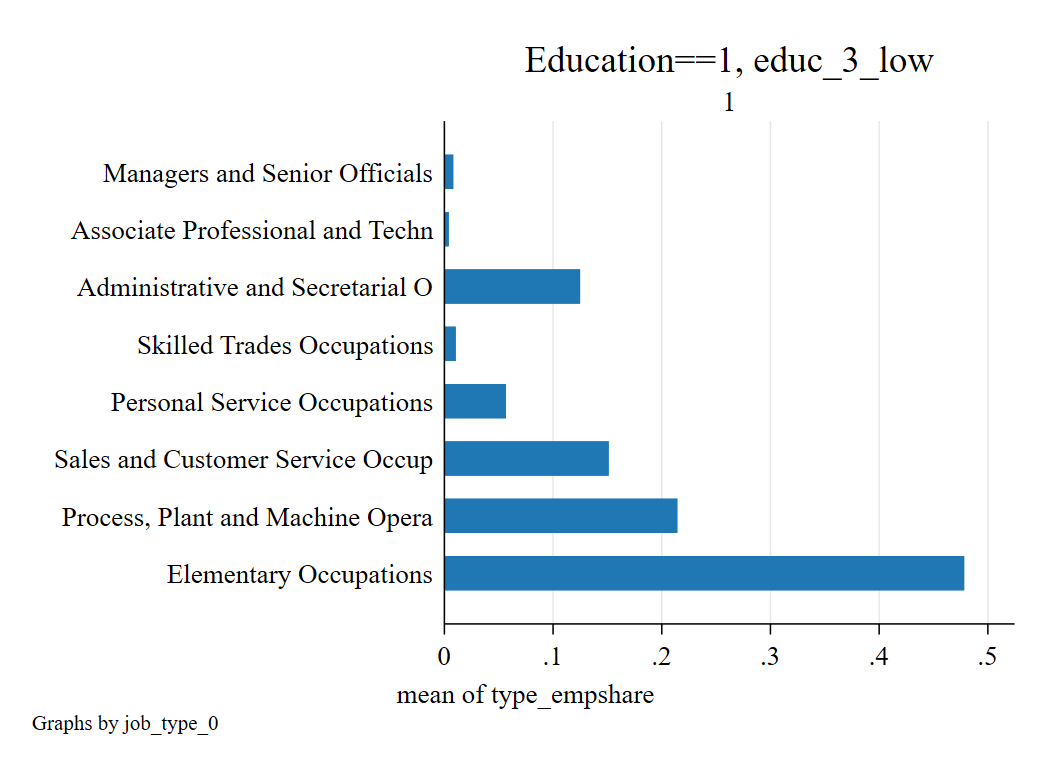 Education==1, educ_3_low
1
Managers and Senior Officials
Associate Professional and Techn
Administrative and Secretarial O
Skilled Trades Occupations
Personal Service Occupations
Sales and Customer Service Occup
Process, Plant and Machine Opera
Elementary Occupations
0 .1 .2 .3 .4 .5
mean of type_empshare
Graphs by job_type_0